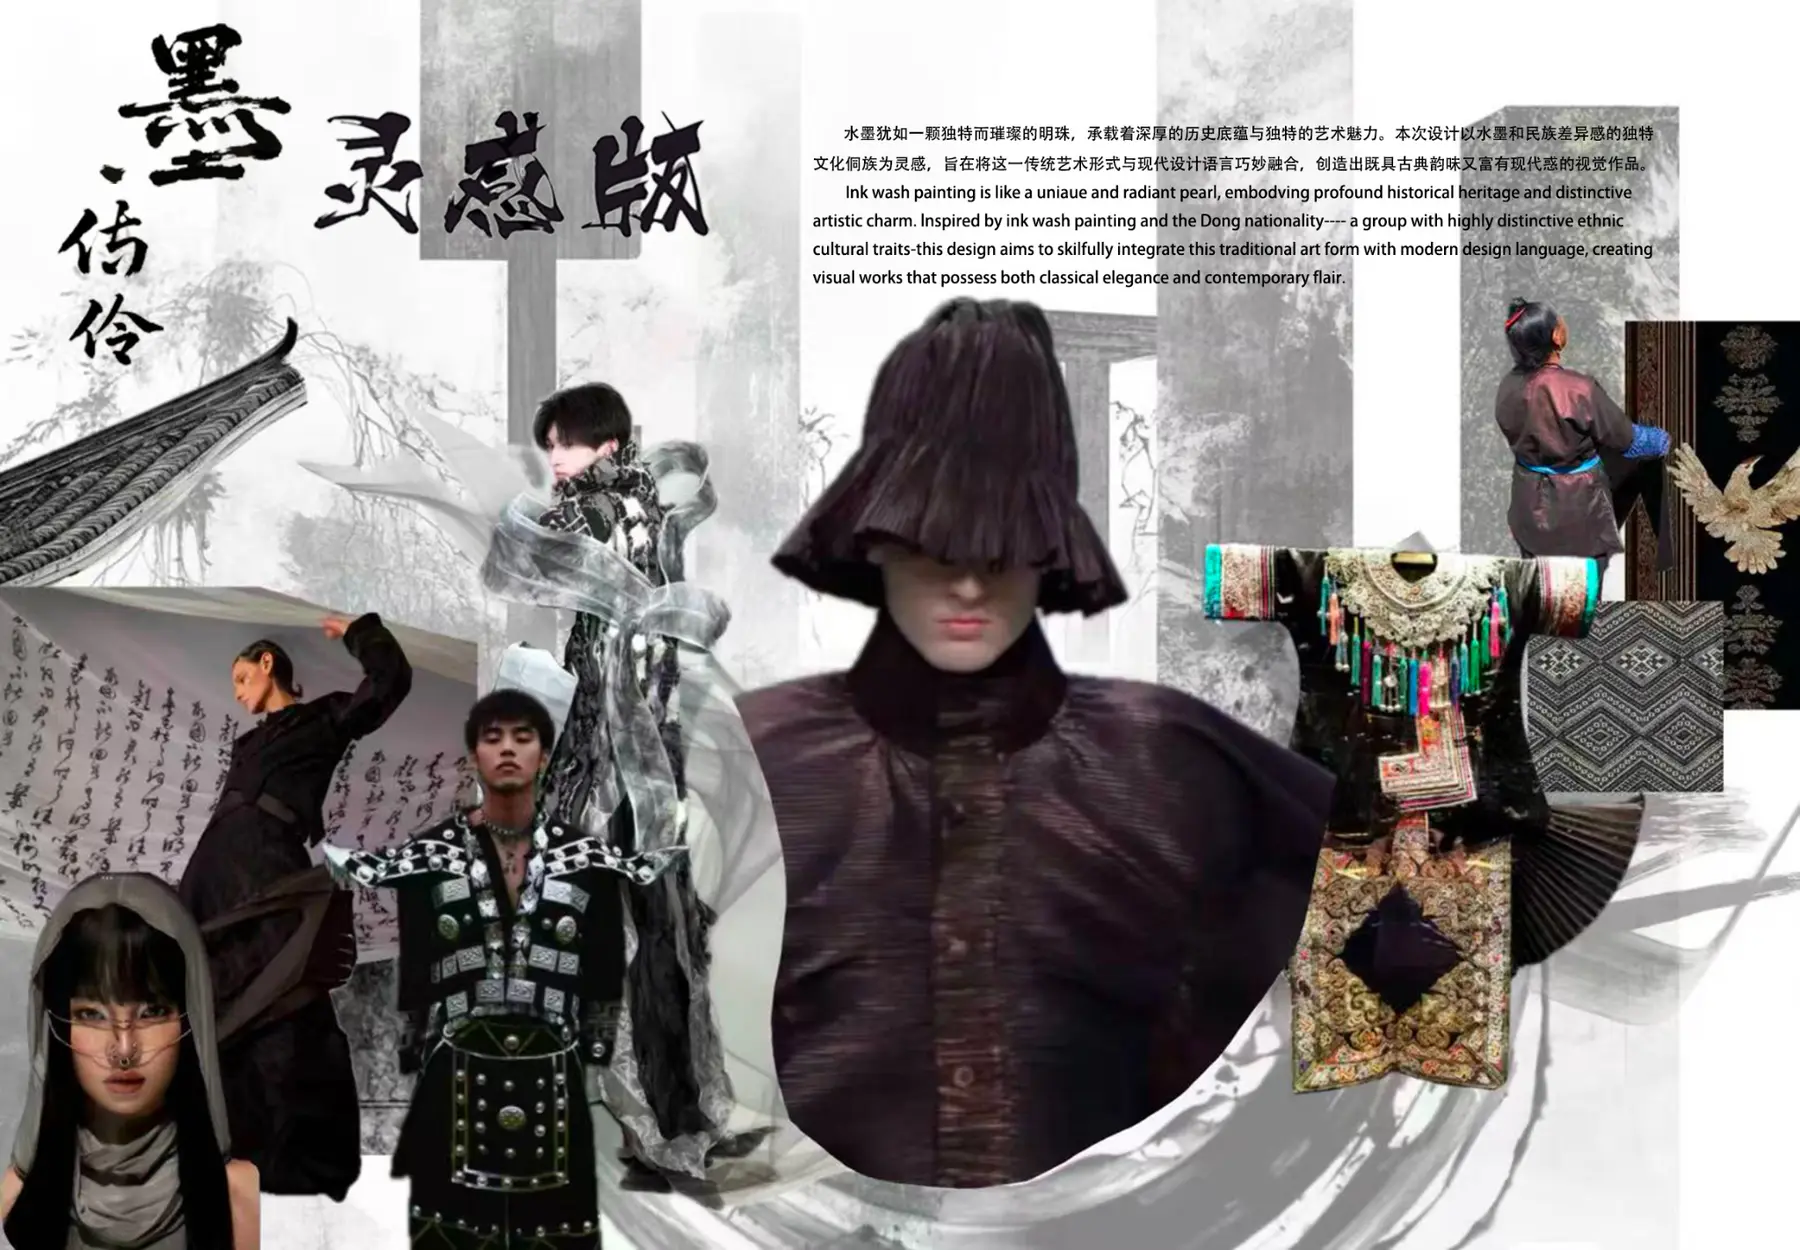 墨
·传
伶
灵感版
水墨犹如一颗独特而璀璨的明珠，承载着深厚的历史底蕴与独特的艺术魅力。本次设计以水墨和民族差异感的独特
文化侗族为灵感，旨在将这一传统艺术形式与现代设计语言巧妙融合，创造出既具古典韵味又富有现代惑的视觉作品。
Ink wash painting is like a uniaue and radiant pearl, embodving profound historical heritage and distinctive
artistic charm. Inspired by ink wash painting and the Dong nationality---- a group with highly distinctive ethnic
cultural traits-this design aims to skilfully integrate this traditional art form with modern design language, creating
visual works that possess both classical elegance and contemporary flair.